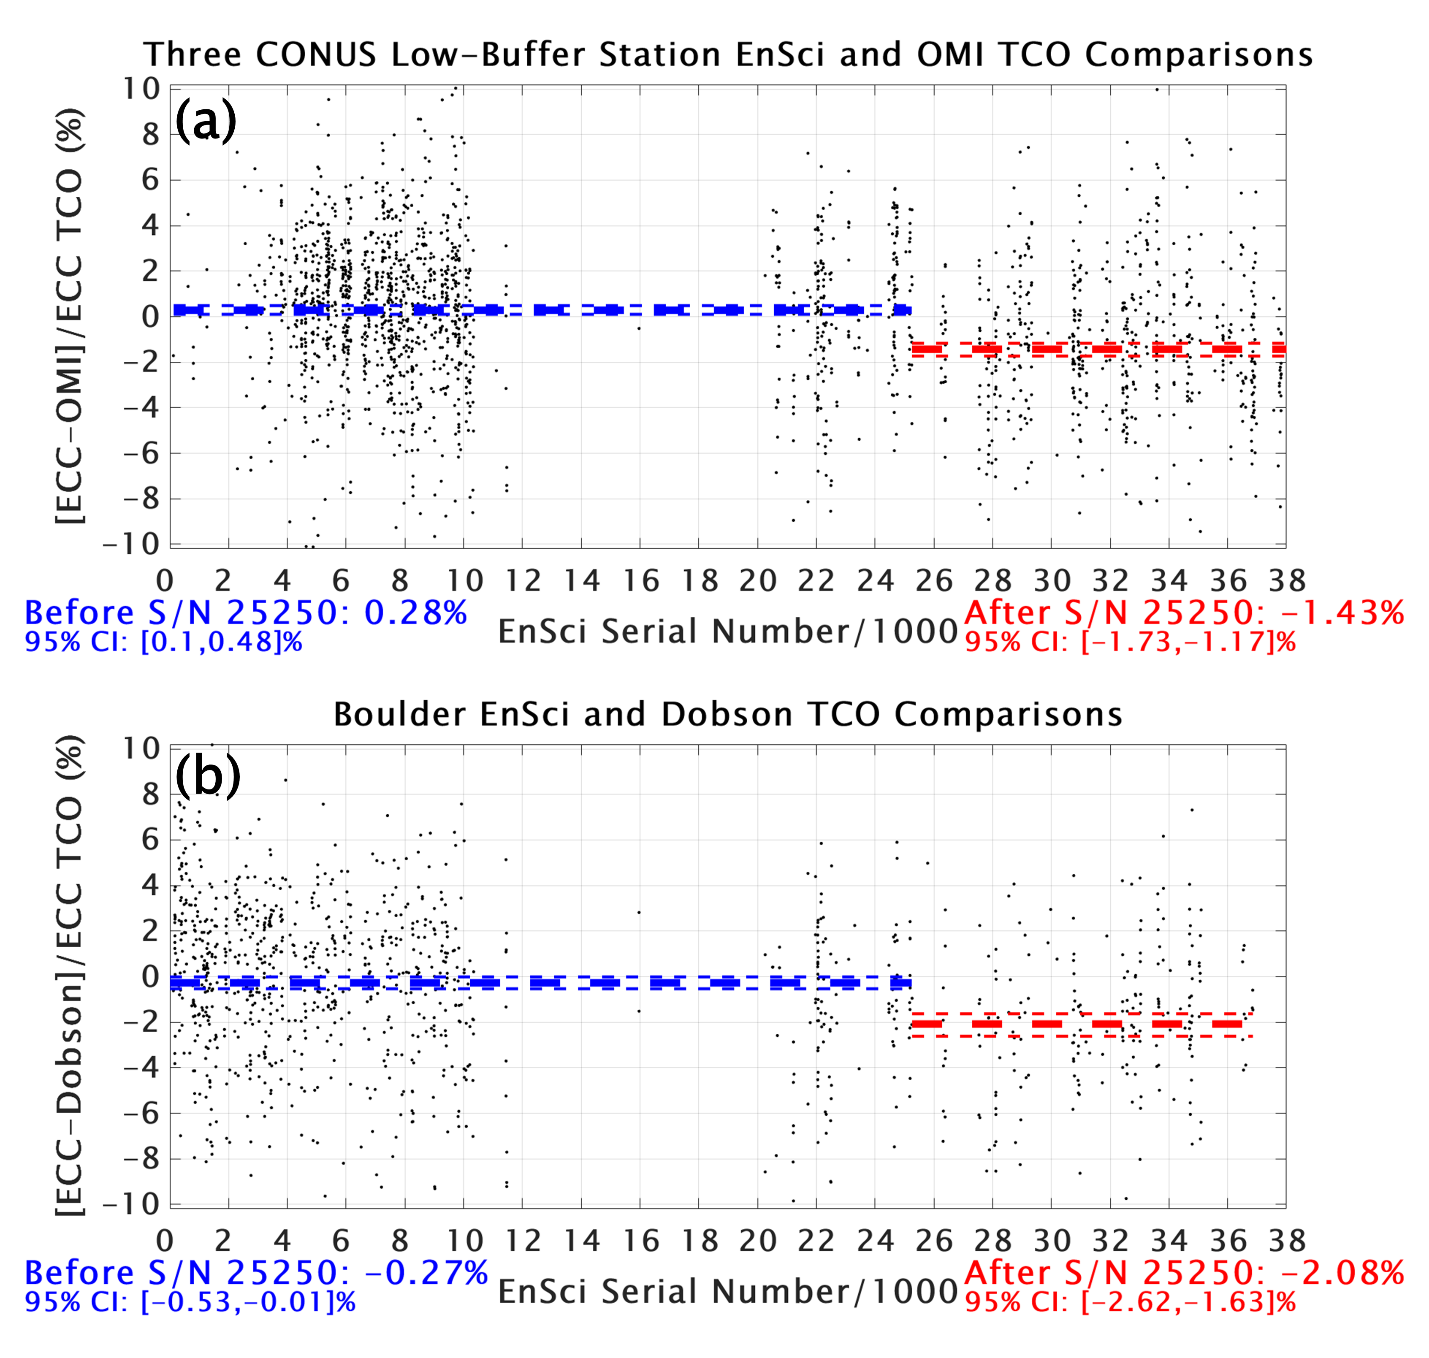 Three CONUS Low-Buffer Station EnSci and OMI TCO Comparisons
(a)
[ECC-OMI]/ECC TCO (%)
10
8
6
4
2
0
-2
-4
-6
-8
-10
0 2 4 6 8 10 12 14 16 18 20 22 24 26 28 30 32 34 36 38
Before S/N 25250: 0.28%
95% CI: [0.1,0.48]%
EnSci Serial Number/1000
After S/N 25250: -1.43%
95% CI: [-1.73,-1.17]%
Boulder EnSci and Dobson TCO Comparisons
(b)
[ECC-Dobson]/ECC TCO (%)
10
8
6
4
2
0
-2
-4
-6
-8
-10
0 2 4 6 8 10 12 14 16 18 20 22 24 26 28 30 32 34 36 38
Before S/N 25250: -0.27%
95% CI: [-0.53,-0.01]%
EnSci Serial Number/1000
After S/N 25250: -2.08%
95% CI: [-2.62,-1.63]%